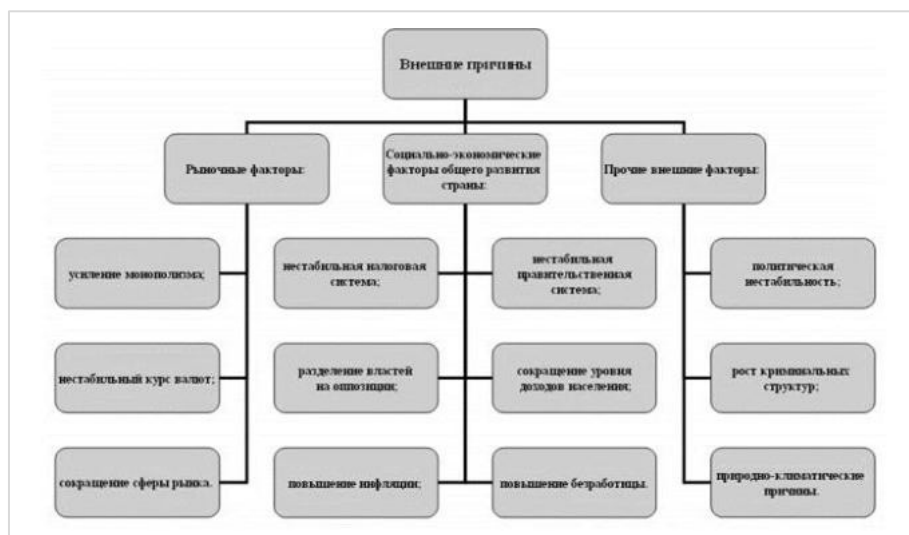 Внешние причины
Рыночные факторы:
Социально-экономические
факторы общего развития
страны:
Прочие внешние факторы:
усиление монополизма;
нестабильная налоговая
система;
нестабильная
правительственная
система;
политическая
нестабильность;
нестабильный курс валют;
разделение властей
на оппозиции;
сокращение уровня
доходов населения;
рост криминальных
структур;
сокращение сферы рынка.
повышение инфляции;
повышение безработицы.
природно-климатические
причины.